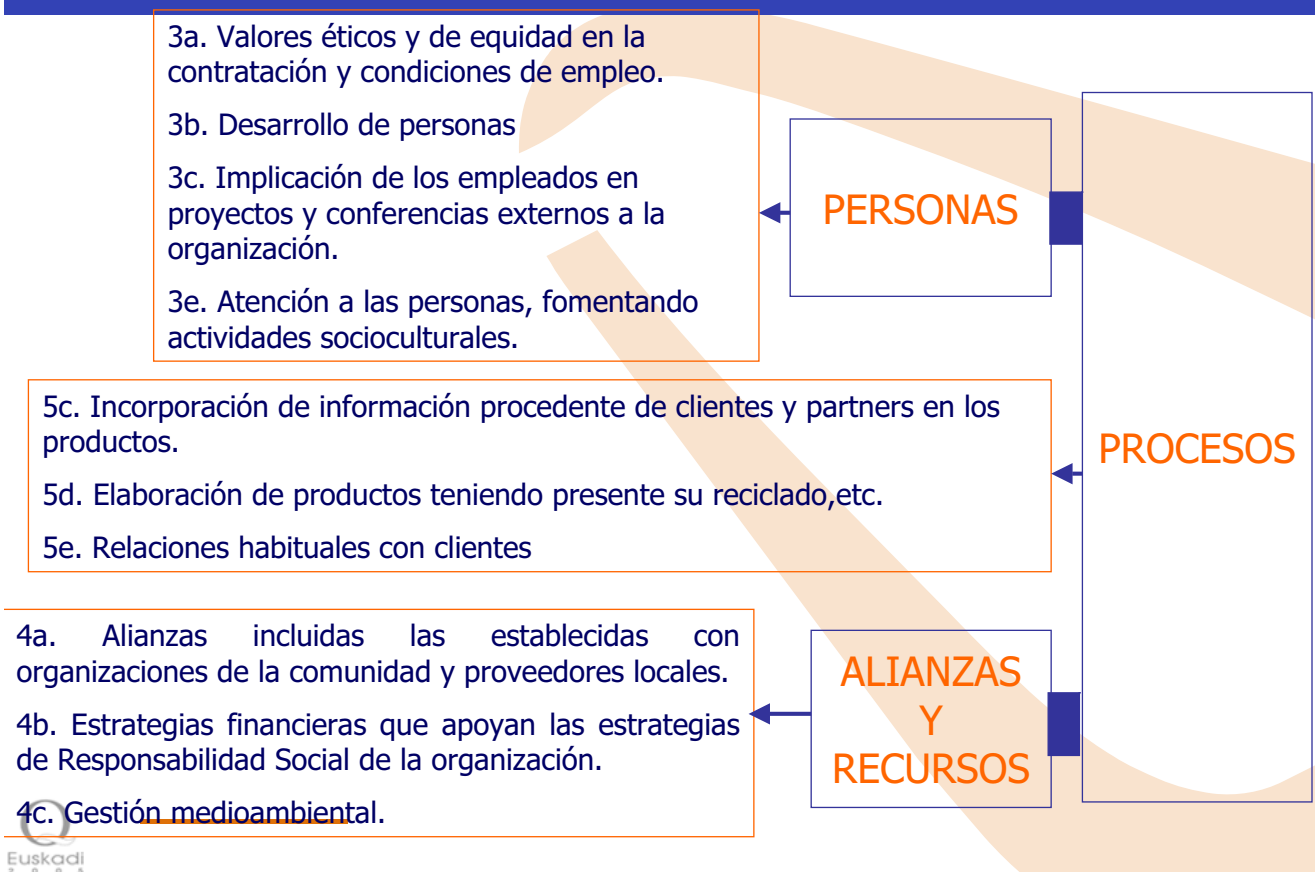 3a. Valores éticos y de equidad en la
contratación y condiciones de empleo.
3b. Desarrollo de personas
3c. Implicación de los empleados en
proyectos y conferencias externos a la
organización.
3e. Atención a las personas, fomentando
actividades socioculturales.
PERSONAS
5c. Incorporación de información procedente de clientes y partners en los
productos.
5d. Elaboración de productos teniendo presente su reciclado,etc.
5e. Relaciones habituales con clientes
PROCESOS
4a. Alianzas incluidas las establecidas con
organizaciones de la comunidad y proveedores locales.
4b. Estrategias financieras que apoyan las estrategias
de Responsabilidad Social de la organización.
4c. Gestión medioambiental.
ALIANZAS
Y
RECURSOS
Euskadi